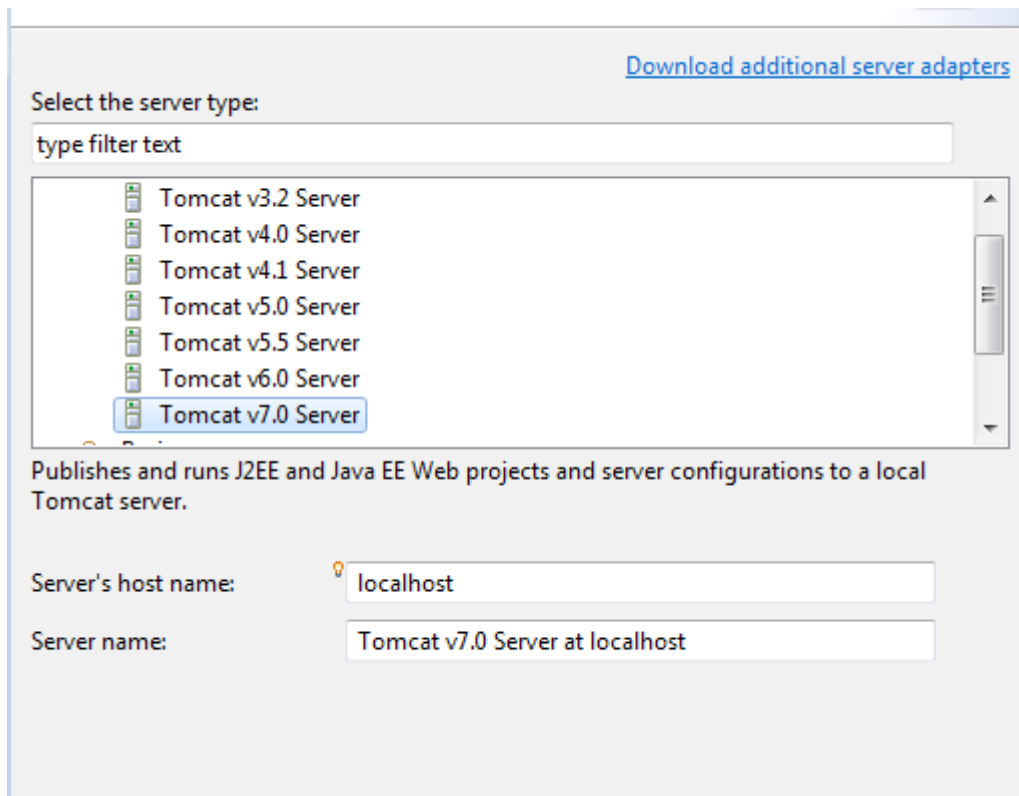 Download additional server adapters
Select the server type:
type filter text
Tomcat v3.2 Server
Tomcat v4.0 Server
Tomcat v4.1 Server
Tomcat v5.0 Server
Tomcat v5.5 Server
Tomcat v6.0 Server
Tomcat v7.0 Server
Publishes and runs J2EE and Java EE Web projects and server configurations to a local
Tomcat server.
Server's host name: localhost
Server name: Tomcat v7.0 Server at localhost